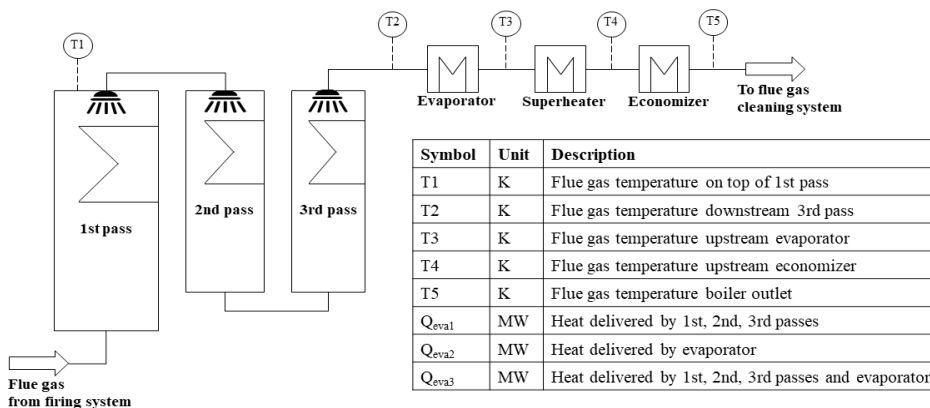 T1
T2
T3
T4
T5
Evaporator
Superheater
Economizer
To flue gas
cleaning system
1st pass
2nd pass
3rd pass
Flue gas
from firing system
Symbol Unit Description
T1 K Flue gas temperature on top of 1st pass
T2 K Flue gas temperature downstream 3rd pass
T3 K Flue gas temperature upstream evaporator
T4 K Flue gas temperature upstream economizer
T5 K Flue gas temperature boiler outlet
Qeva1 MW Heat delivered by 1st, 2nd, 3rd passes
Qeva2 MW Heat delivered by evaporator
Qeva3 MW Heat delivered by 1st, 2nd, 3rd passes and evaporator